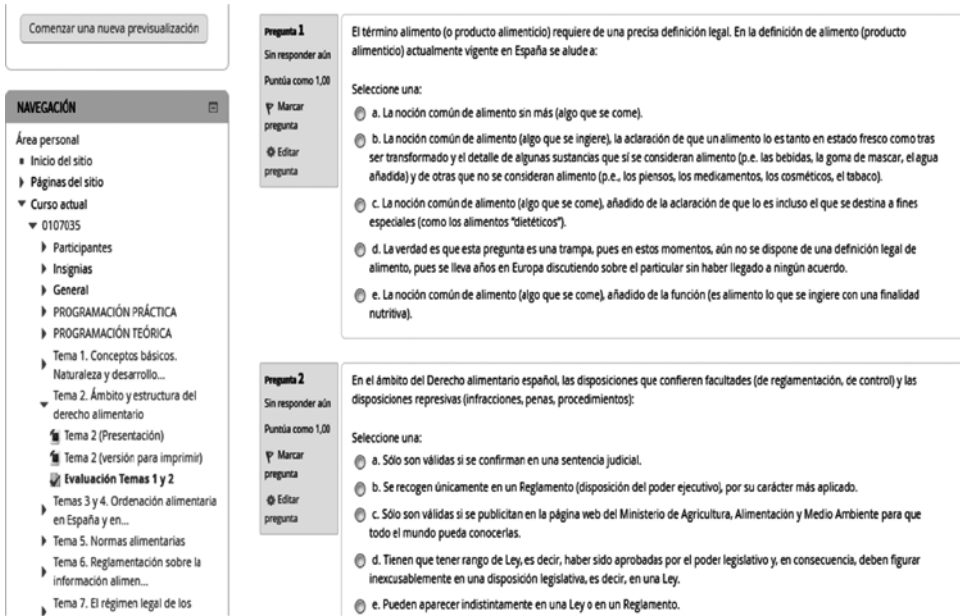 Comenzar una nueva previsualización
NAVEGACIÓN
Área personal
Inicio del sitio
Páginas del sitio
Curso actual
0107035
Participantes
Insignias
General
PROGRAMACIÓN PRÁCTICA
PROGRAMACIÓN TEÓRICA
Tema 1. Conceptos básicos.
Naturaleza y desarrollo...
Tema 2. Ámbito y estructura del
derecho alimentario
Tema 2 (Presentación)
Tema 2 (versión para imprimir)
Evaluación Temas 1 y 2
Temas 3 y 4. Ordenación alimentaria
en España y en...
Tema 5. Normas alimentarias
Tema 6. Reglamentación sobre la
información alimen...
Tema 7. El régimen legal de los
Pregunta 1
Sin responder aún
Puntúa como 1,00
Marcar
pregunta
Editar
pregunta
El término alimento (o producto alimenticio) requiere de una precisa definición legal. En la definición de alimento (producto
alimenticio) actualmente vigente en España se alude a:
Seleccione una:
a. La noción común de alimento sin más (algo que se come).
b. La noción común de alimento (algo que se ingiere), la aclaración de que un alimento lo es tanto en estado fresco como tras
ser transformado y el detalle de algunas sustancias que sí se consideran alimento (p.e. las bebidas, la goma de mascar, el agua
añadida) y de otras que no se consideran alimento (p.e., los piensos, los medicamentos, los cosméticos, el tabaco).
c. La noción común de alimento (algo que se come), añadido de la aclaración de que lo es incluso el que se destina a fines
especiales (como los alimentos "dietéticos").
d. La verdad es que esta pregunta es una trampa, pues en estos momentos, aún no se dispone de una definición legal de
alimento, pues se lleva años en Europa discutiendo sobre el particular sin haber llegado a ningún acuerdo.
e. La noción común de alimento (algo que se come), añadido de la función (es alimento lo que se ingiere con una finalidad
nutritiva).
Pregunta 2
Sin responder aún
Puntúa como 1,00
Marcar
pregunta
Editar
pregunta
En el ámbito del Derecho alimentario español, las disposiciones que confieren facultades (de reglamentación, de control) y las
disposiciones represivas (infracciones, penas, procedimientos):
Seleccione una:
a. Sólo son válidas si se confirman en una sentencia judicial.
b. Se recogen únicamente en un Reglamento (disposición del poder ejecutivo), por su carácter más aplicado.
c. Sólo son válidas si se publicitan en la página web del Ministerio de Agricultura, Alimentación y Medio Ambiente para que
todo el mundo pueda conocerlas.
d. Tienen que tener rango de Ley, es decir, haber sido aprobadas por el poder legislativo y, en consecuencia, deben figurar
inexcusablemente en una disposición legislativa, es decir, en una Ley.
e. Pueden aparecer indistintamente en una Ley o en un Reglamento.